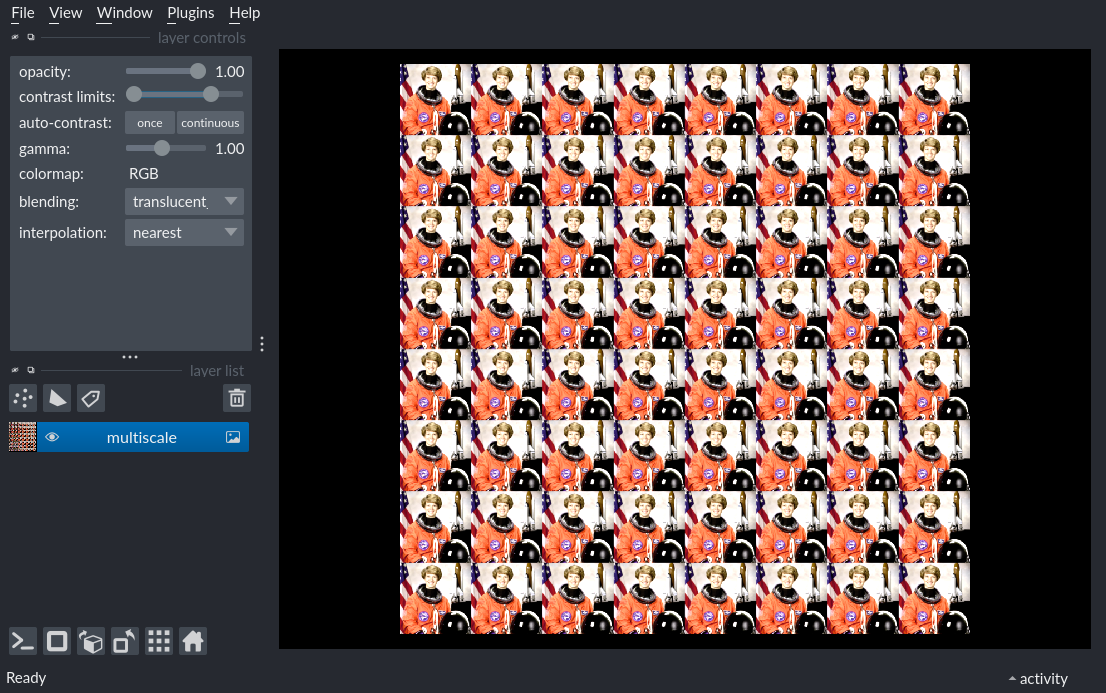 File View Window Plugins Help
layer controls
opacity: 1.00
contrast limits:
auto-contrast: once continuous
gamma: 1.00
colormap: RGB
blending: translucent
interpolation: nearest
layer list
multiscale
Ready
activity